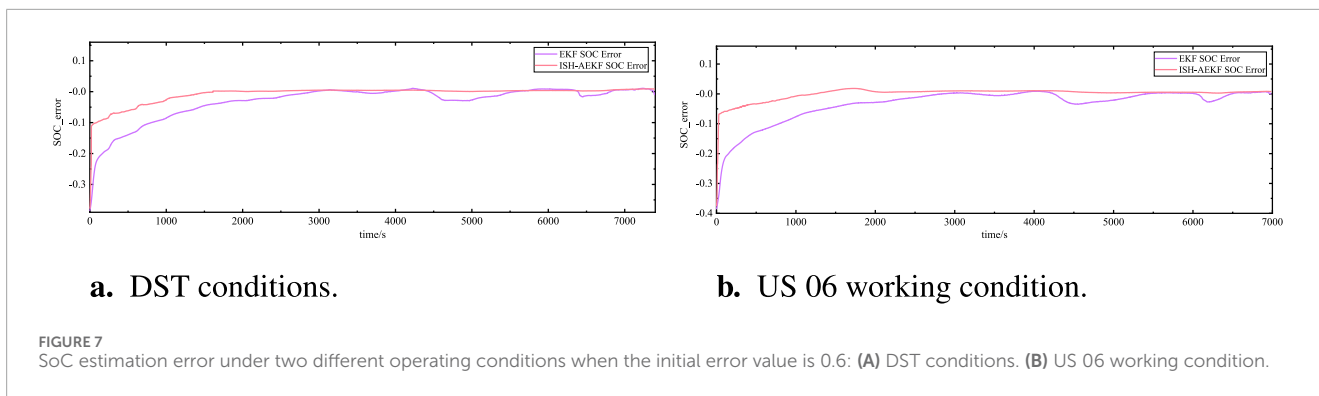 0.1
-0.0
-0.1
-0.2
-0.3
SOC_error
EKF SOC Error
ISH-AEKF SOC Error
0 1000 2000 3000 4000 5000 6000 7000
time/s
0.1
-0.0
-0.1
-0.2
-0.3
-0.4
SOC_error
EKF SOC Error
ISH-AEKF SOC Error
0 1000 2000 3000 4000 5000 6000 7000
time/s
a. DST conditions.
b. US 06 working condition.
FIGURE 7
SoC estimation error under two different operating conditions when the initial error value is 0.6: (A) DST conditions. (B) US 06 working condition.